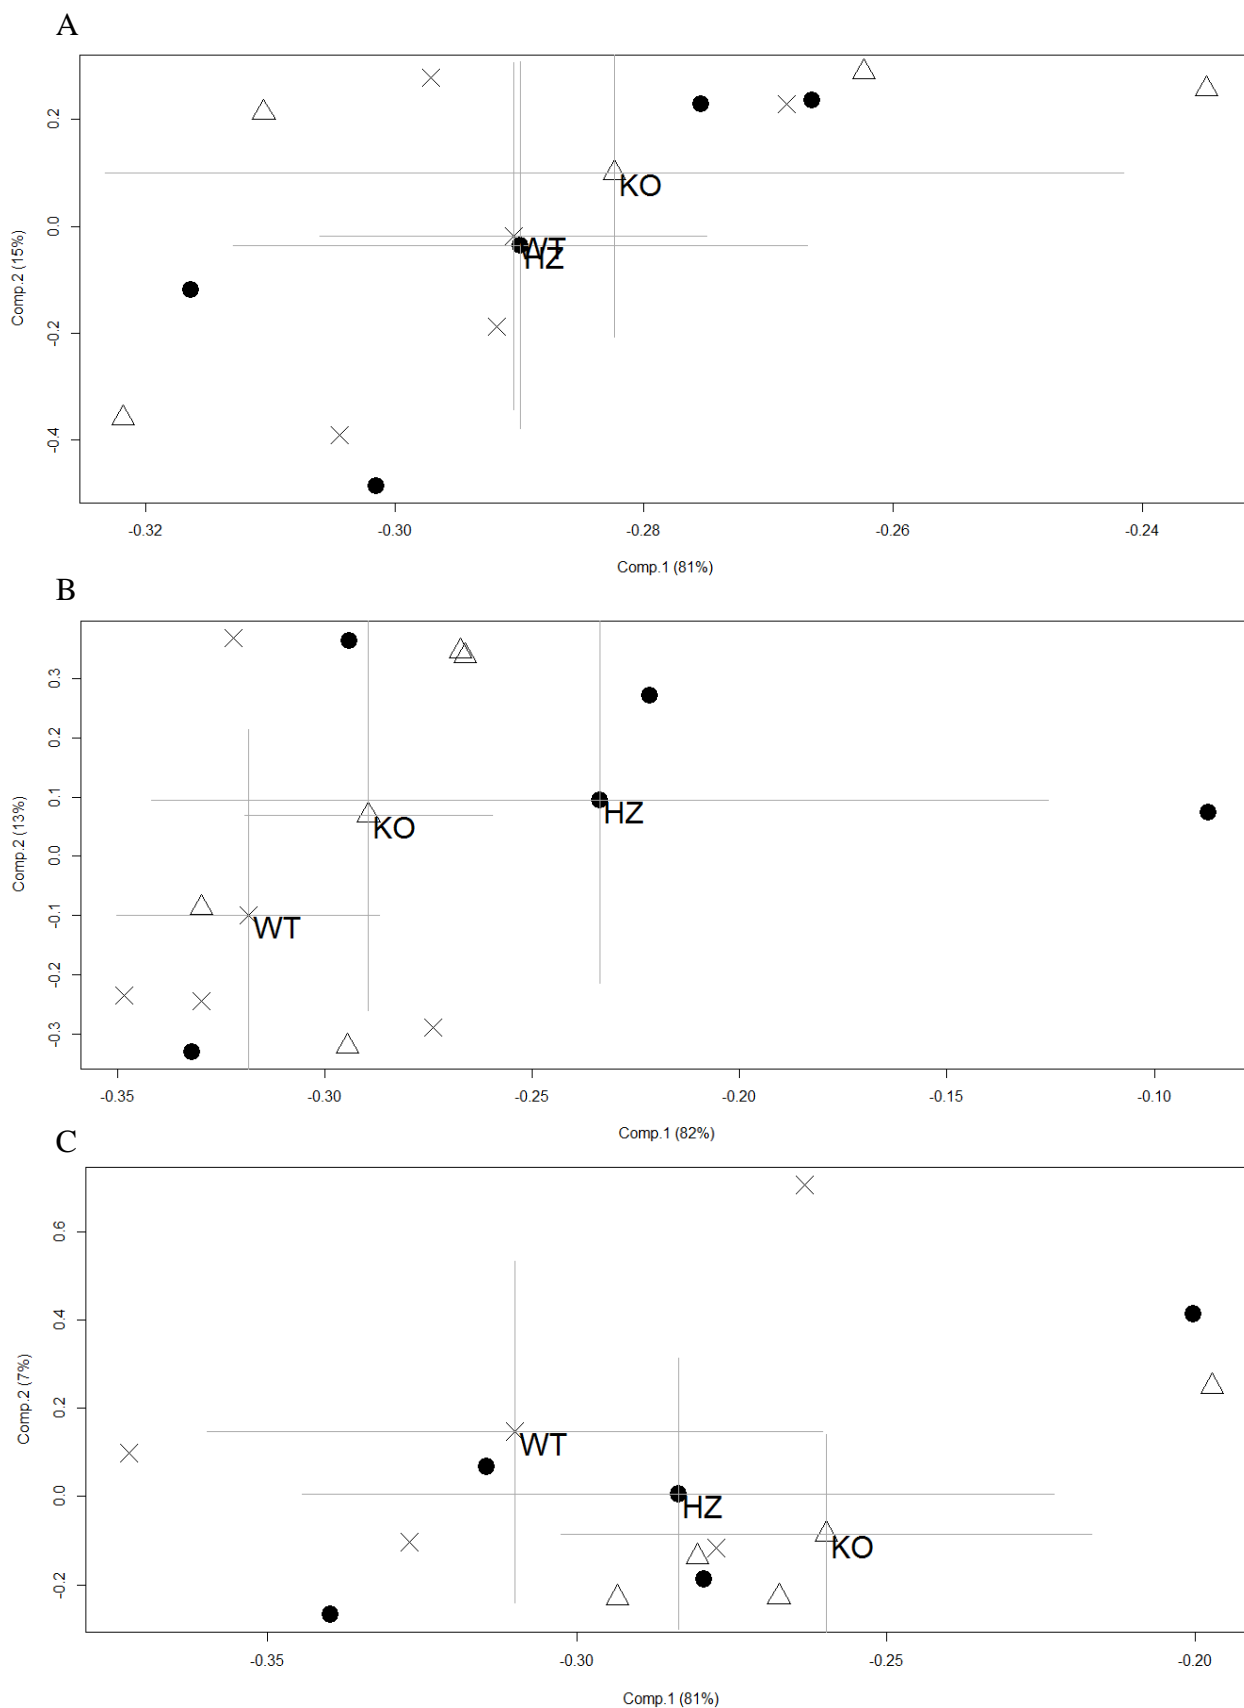 A
0.2
0.0
-0.2
-0.4
Comp.2 (15%)
KO
WT
HZ
-0.32 -0.30 -0.28 -0.26 -0.24
Comp.1 (81%)
B
0.3
0.2
0.1
0.0
-0.1
-0.2
-0.3
Comp.2 (13%)
HZ
KO
WT
-0.35 -0.30 -0.25 -0.20 -0.15 -0.10
Comp.1 (82%)
C
0.6
0.4
0.2
0.0
-0.2
Comp.2 (7%)
WT
HZ
KO
-0.35 -0.30 -0.25 -0.20
Comp.1 (81%)